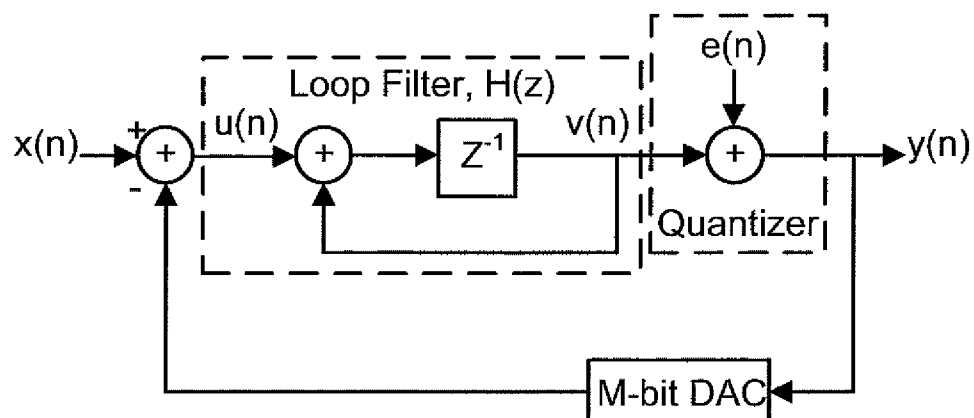 e(n)
Loop Filter, H(z)
x(n)
+
-
+
u(n)
+
Z⁻¹
v(n)
+
y(n)
Quantizer
M-bit DAC